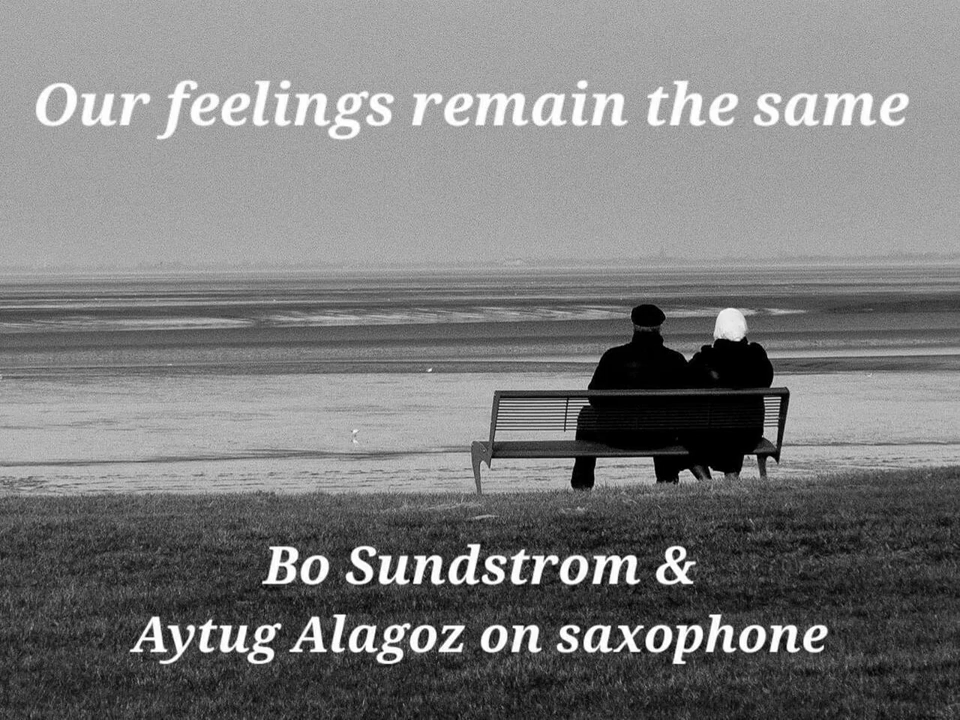 Our feelings remain the same
Bo Sundstrom &
Aytug Alagoz on saxophone